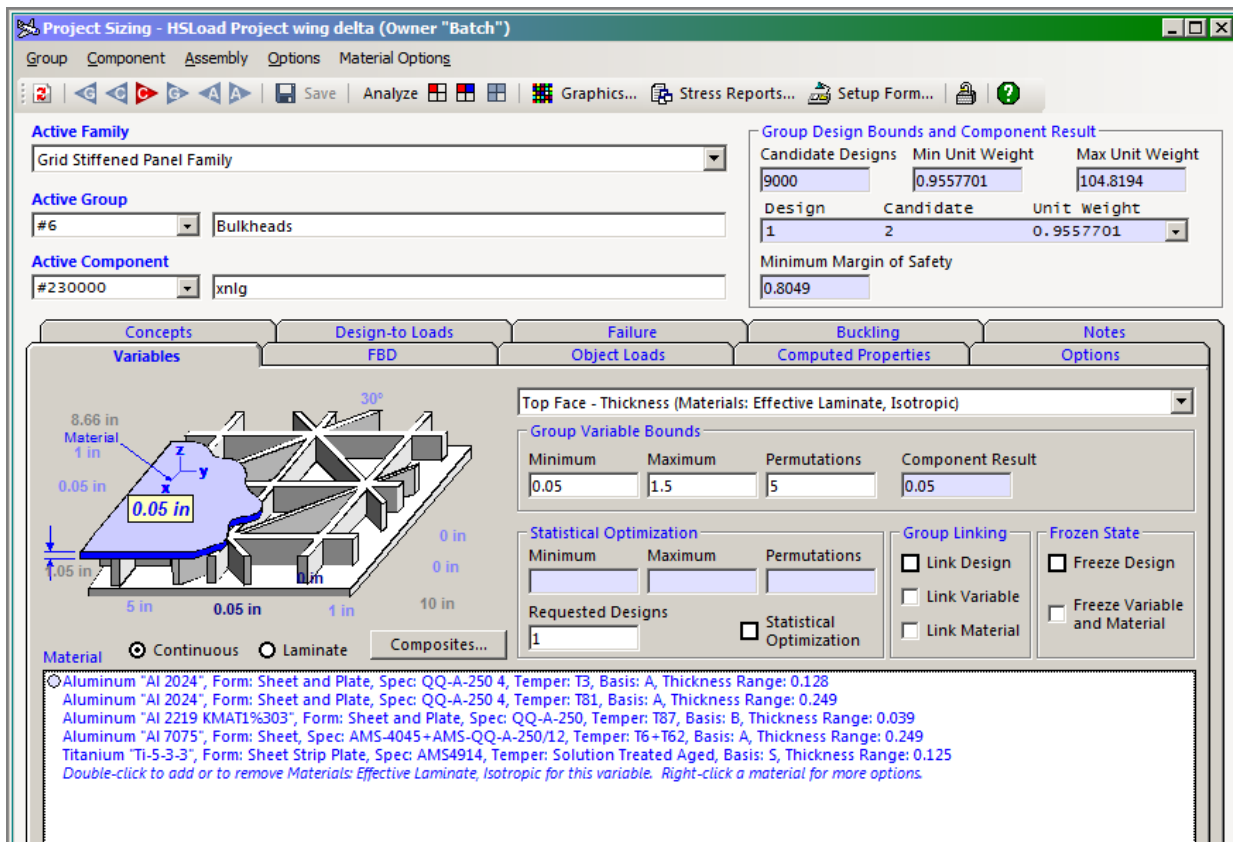 Project Sizing - HSLoad Project wing delta (Owner "Batch")
Group Component Assembly Options Material Options
G C C G A A Save Analyze Graphics... Stress Reports... Setup Form... ?
Active Family
Grid Stiffened Panel Family
Active Group
#6 Bulkheads
Active Component
#230000 xnlg
Group Design Bounds and Component Result
Candidate Designs Min Unit Weight Max Unit Weight
9000 0.9557701 104.8194
Design Candidate Unit Weight
1 2 0.9557701
Minimum Margin of Safety
0.8049
Concepts Design-to Loads Failure Buckling Notes
Variables FBD Object Loads Computed Properties Options
30°
8.66 in
Material
1 in
z
y
x
0.05 in
0.05 in
0 in
0 in
1.05 in
0 in
5 in 0.05 in 1 in 10 in
Top Face - Thickness (Materials: Effective Laminate, Isotropic)
Group Variable Bounds
Minimum Maximum Permutations Component Result
0.05 1.5 5 0.05
Statistical Optimization
Minimum Maximum Permutations
Requested Designs
1
Statistical
Optimization
Group Linking
Link Design
Link Variable
Link Material
Frozen State
Freeze Design
Freeze Variable
and Material
Material Continuous Laminate Composites...
Aluminum "Al 2024", Form: Sheet and Plate, Spec: QQ-A-250 4, Temper: T3, Basis: A, Thickness Range: 0.128
Aluminum "Al 2024", Form: Sheet and Plate, Spec: QQ-A-250 4, Temper: T81, Basis: A, Thickness Range: 0.249
Aluminum "Al 2219 KMAT1%303", Form: Sheet and Plate, Spec: QQ-A-250, Temper: T87, Basis: B, Thickness Range: 0.039
Aluminum "Al 7075", Form: Sheet, Spec: AMS-4045+AMS-QQ-A-250/12, Temper: T6+T62, Basis: A, Thickness Range: 0.249
Titanium "Ti-5-3-3", Form: Sheet Strip Plate, Spec: AMS4914, Temper: Solution Treated Aged, Basis: S, Thickness Range: 0.125
Double-click to add or to remove Materials: Effective Laminate, Isotropic for this variable. Right-click a material for more options.